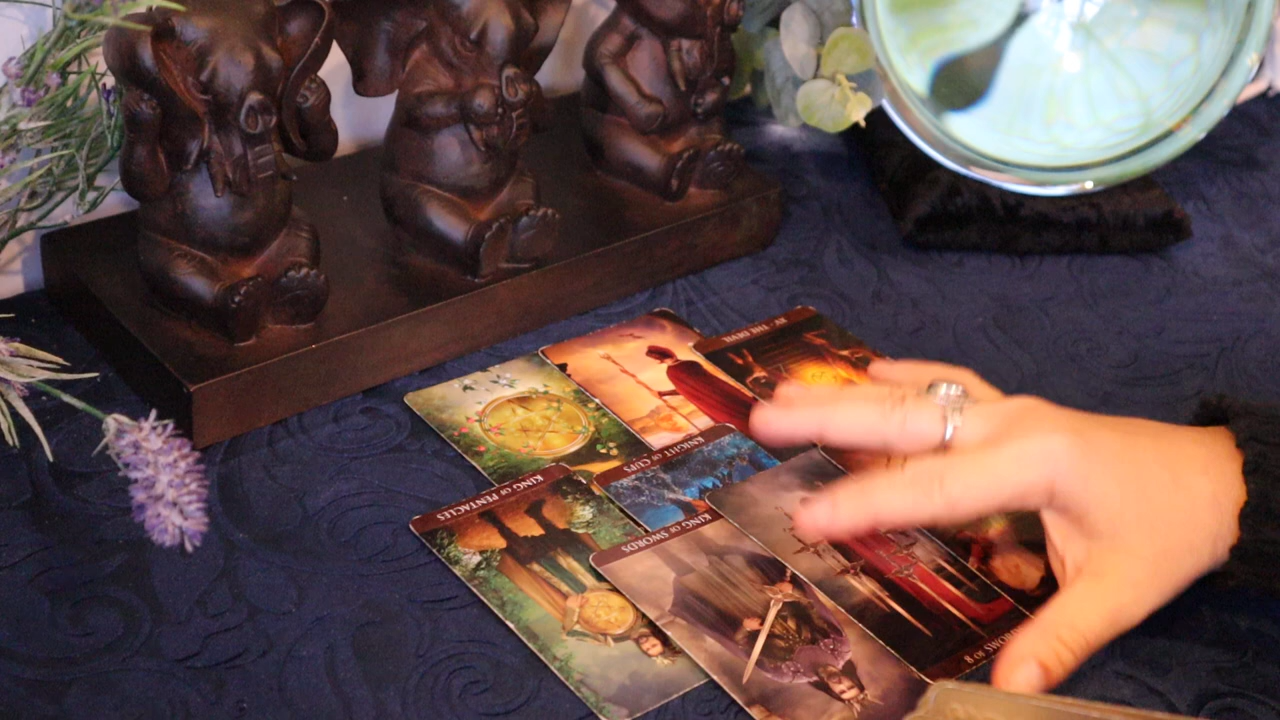 XV - THE DEVIL
KNIGHT OF CUPS
KING OF PENTACLES
KING OF SWORDS
8 OF SWORDS